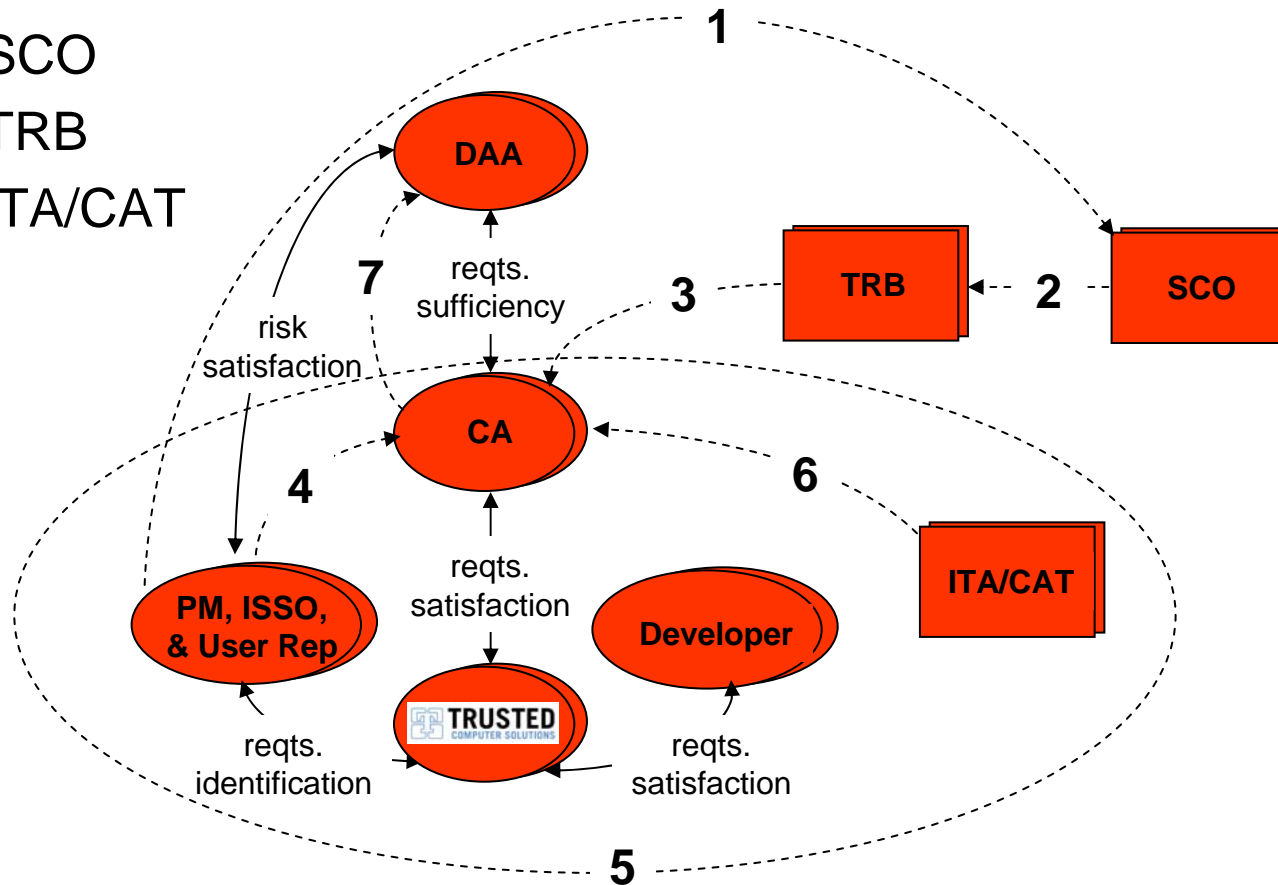 SCO
TRB
ITA/CAT
1
DAA
7
reqts.
sufficiency
3
TRB
2
SCO
risk
satisfaction
CA
4
6
reqts.
satisfaction
ITA/CAT
PM, ISSO,
& User Rep
Developer
TRUSTED
COMPUTER SOLUTIONS
reqts.
identification
reqts.
satisfaction
5